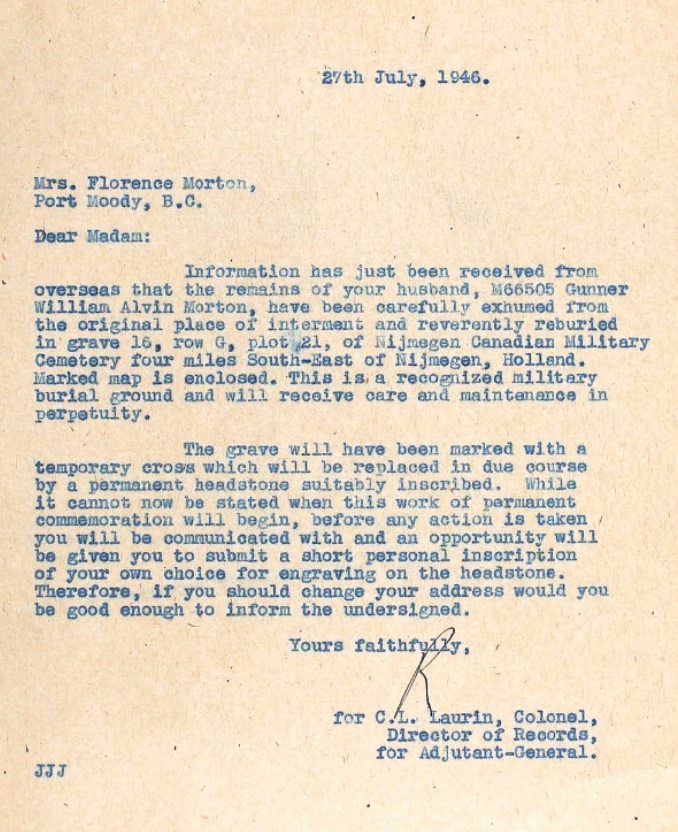 27th July, 1946.
Mrs. Florence Morton,
Port Moody, B.C.
Dear Madam:
Information has just been received from
overseas that the remains of your husband, M66505 Gunner
William Alvin Morton, have been carefully exhumed from
the original place of interment and reverently reburied
in grave 16, row G, plot 21, of Nijmegen Canadian Military
Cemetery four miles South-East of Nijmegen, Holland.
Marked map is enclosed. This is a recognized military
burial ground and will receive care and maintenance in
perpetuity.
The grave will have been marked with a
temporary cross which will be replaced in due course
by a permanent headstone suitably inscribed. While
it cannot now be stated when this work of permanent
commemoration will begin, before any action is taken
you will be communicated with and an opportunity will
be given you to submit a short personal inscription
of your own choice for engraving on the headstone.
Therefore, if you should change your address would you
be good enough to inform the undersigned.
Yours faithfully,
R
for C.L. Laurin, Colonel,
Director of Records,
for Adjutant-General.
JJJ